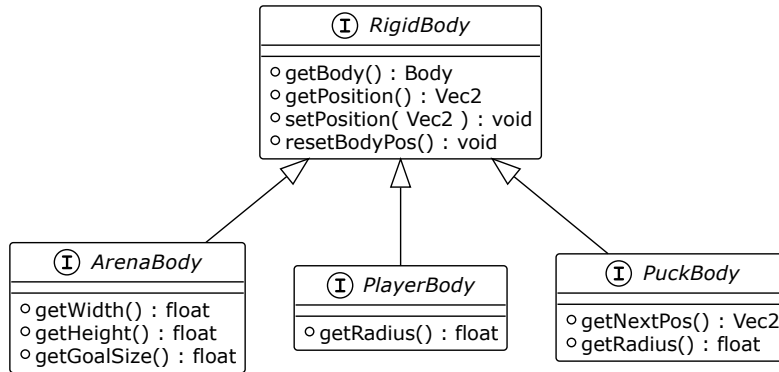 I RigidBody
getBody() : Body
getPosition() : Vec2
setPosition( Vec2 ) : void
resetBodyPos() : void
I ArenaBody
getWidth() : float
getHeight() : float
getGoalSize() : float
I PlayerBody
getRadius() : float
I PuckBody
getNextPos() : Vec2
getRadius() : float